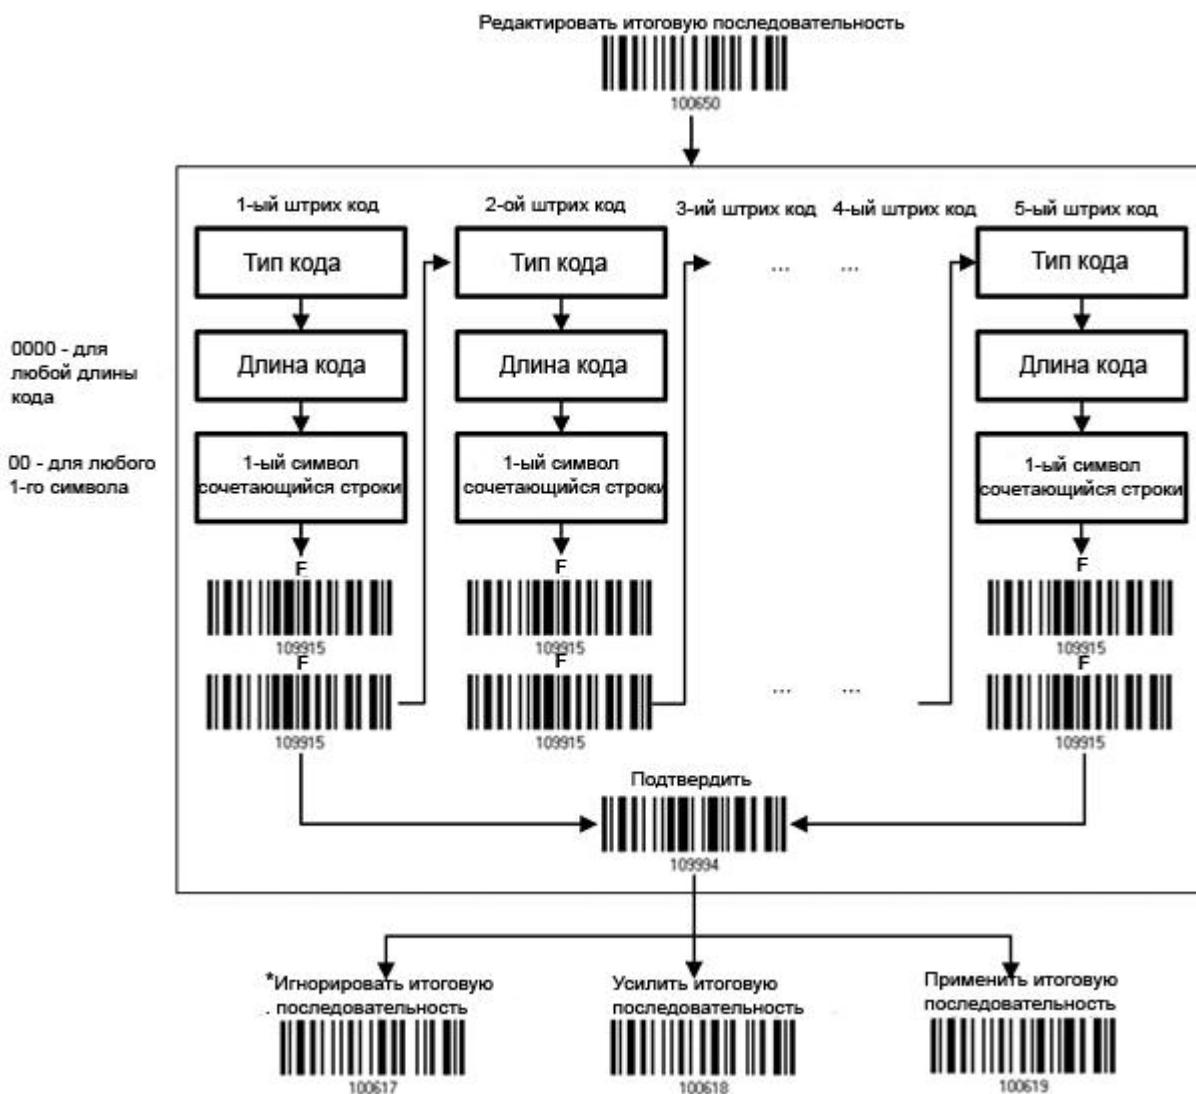 Редактировать итоговую последовательность
100650
1-ый штрих код
2-ой штрих код
3-ий штрих код
4-ый штрих код
5-ый штрих код
Тип кода
Тип кода
... ...
Тип кода
0000 - для
любой длины
кода
Длина кода
Длина кода
Длина кода
00 - для любого
1-го символа
1-ый символ
сочетающийся строки
1-ый символ
сочетающийся строки
1-ый символ
сочетающийся строки
F
109915
F
109915
F
109915
F
109915
F
109915
... ...
F
109915
Подтвердить
109994
*Игнорировать итоговую
. последовательность
100617
Усилить итоговую
последовательность
100618
Применить итоговую
последовательность
100619